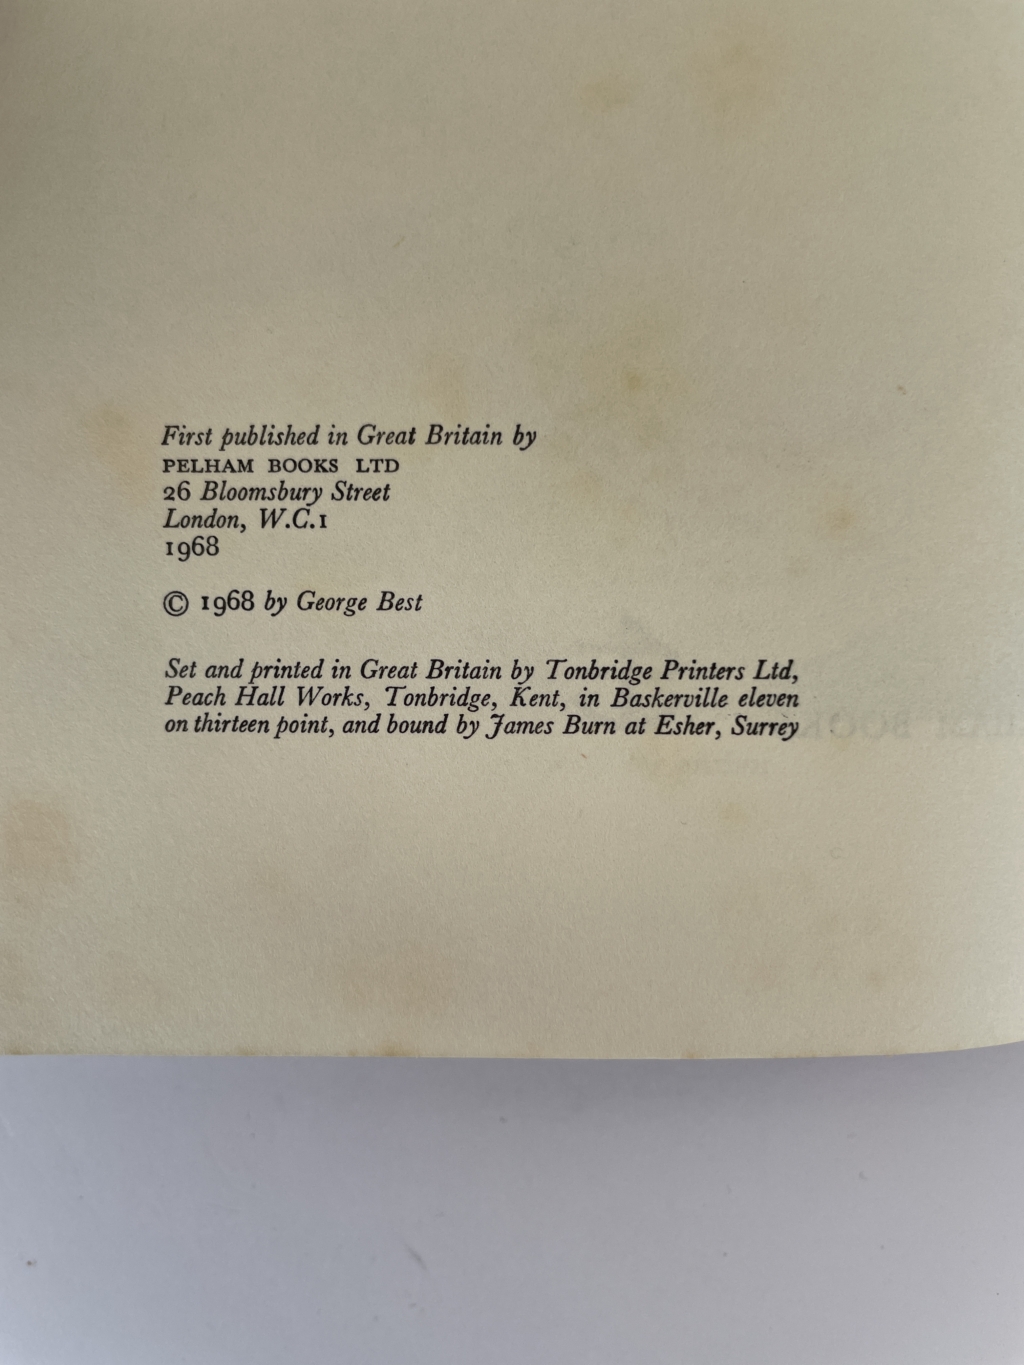 First published in Great Britain by
PELHAM BOOKS LTD
26 Bloomsbury Street
London, W.C.1
1968
© 1968 by George Best
Set and printed in Great Britain by Tonbridge Printers Ltd,
Peach Hall Works, Tonbridge, Kent, in Baskerville eleven
on thirteen point, and bound by James Burn at Esher, Surrey